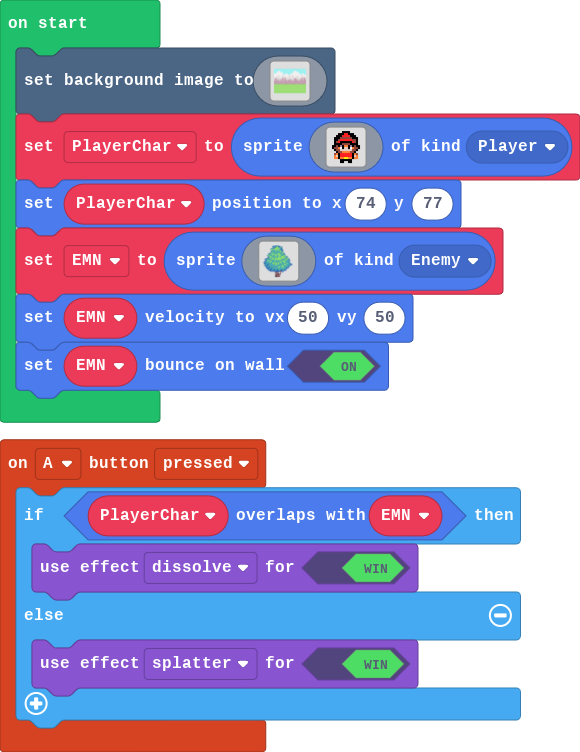 on start
set background image to
set PlayerChar to sprite of kind Player
set PlayerChar position to x 74 y 77
set EMN to sprite of kind Enemy
set EMN velocity to vx 50 vy 50
set EMN bounce on wall ON
on A button pressed
if PlayerChar overlaps with EMN then
use effect dissolve for WIN
else
use effect splatter for WIN